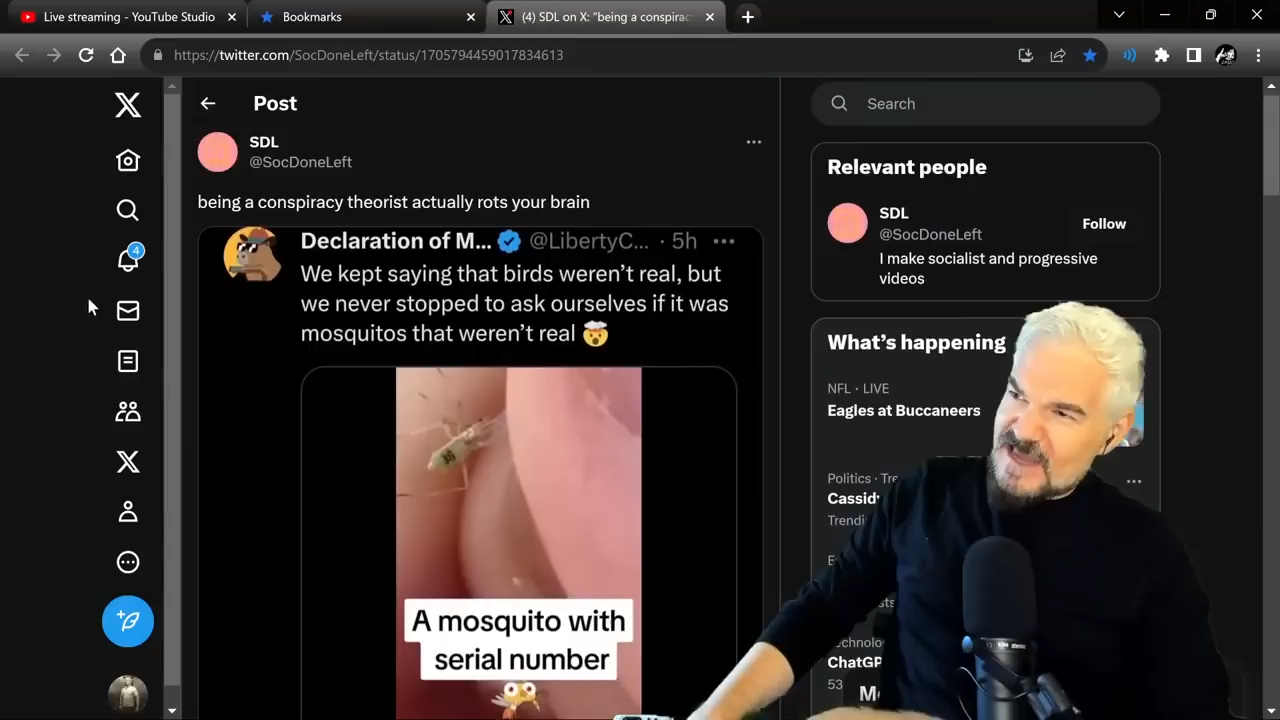 Live streaming - YouTube Studio
Bookmarks
(4) SDL on X: "being a conspirac
https://twitter.com/SocDoneLeft/status/1705794459017834613
Post
Search
SDL
@SocDoneLeft
being a conspiracy theorist actually rots your brain
Declaration of M... @LibertyC... · 5h
We kept saying that birds weren't real, but
we never stopped to ask ourselves if it was
mosquitos that weren't real 🤯
A mosquito with
serial number
4
Relevant people
SDL
@SocDoneLeft
Follow
I make socialist and progressive
videos
What's happening
NFL · LIVE
Eagles at Buccaneers
Politics · Tre
Cassid
Trendi
Technolo
ChatGP
53